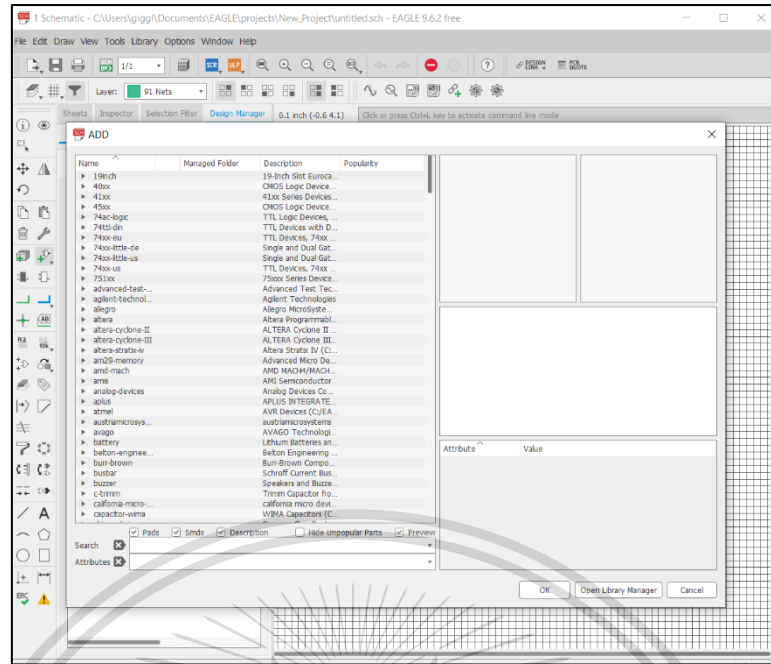 1 Schematic - C:\Users\giggl\Documents\EAGLE\projects\New_Project\untitled.sch - EAGLE 9.6.2 free
File Edit Draw View Tools Library Options Window Help
1/1 SCR ULP ? DESIGN LINK PCB QUOTE
Layer: 91 Nets
Sheets Inspector Selection Filter Design Manager 0.1 inch (-0.6 4.1) Click or press Ctrl+L key to activate command line mode
ADD
Name Managed Folder Description Popularity
19inch 19-Inch Slot Euroca...
40xx CMOS Logic Device...
41xx 41xx Series Devices...
45xx CMOS Logic Device...
74ac-logic TTL Logic Devices, ...
74ttl-din TTL Devices with D...
74xx-eu TTL Devices, 74xx ...
74xx-little-de Single and Dual Gat...
74xx-little-us Single and Dual Gat...
74xx-us TTL Devices, 74xx ...
751xx 75xxx Series Device...
advanced-test-... Advanced Test Tec...
agilent-technol... Agilent Technologies
allegro Allegro MicroSyste...
altera Altera Programmabl...
altera-cyclone-II ALTERA Cyclone II ...
altera-cyclone-III ALTERA Cyclone III...
altera-stratix-iv Altera Stratix IV (C:...
am29-memory Advanced Micro De...
amd-mach AMD MACH4/MACH...
amis AMI Semiconductor
analog-devices Analog Devices Co...
aplus APLUS INTEGRATE...
atmel AVR Devices (C:/EA...
austriamicrosys... austriamicrosystems
avago AVAGO Technologi...
battery Lithium Batteries an...
belton-enginee... Belton Engineering ...
burr-brown Burr-Brown Compo...
busbar Schroff Current Bus...
buzzer Speakers and Buzze...
c-trimm Trimm Capacitor fro...
california-micro-... california micro devi...
capacitor-wima WIMA Capacitors (C...
Attribute Value
Pads Smds Description Hide Unpopular Parts Preview
Search
Attributes
OK Open Library Manager Cancel
AB
R2
10k
A
ERC